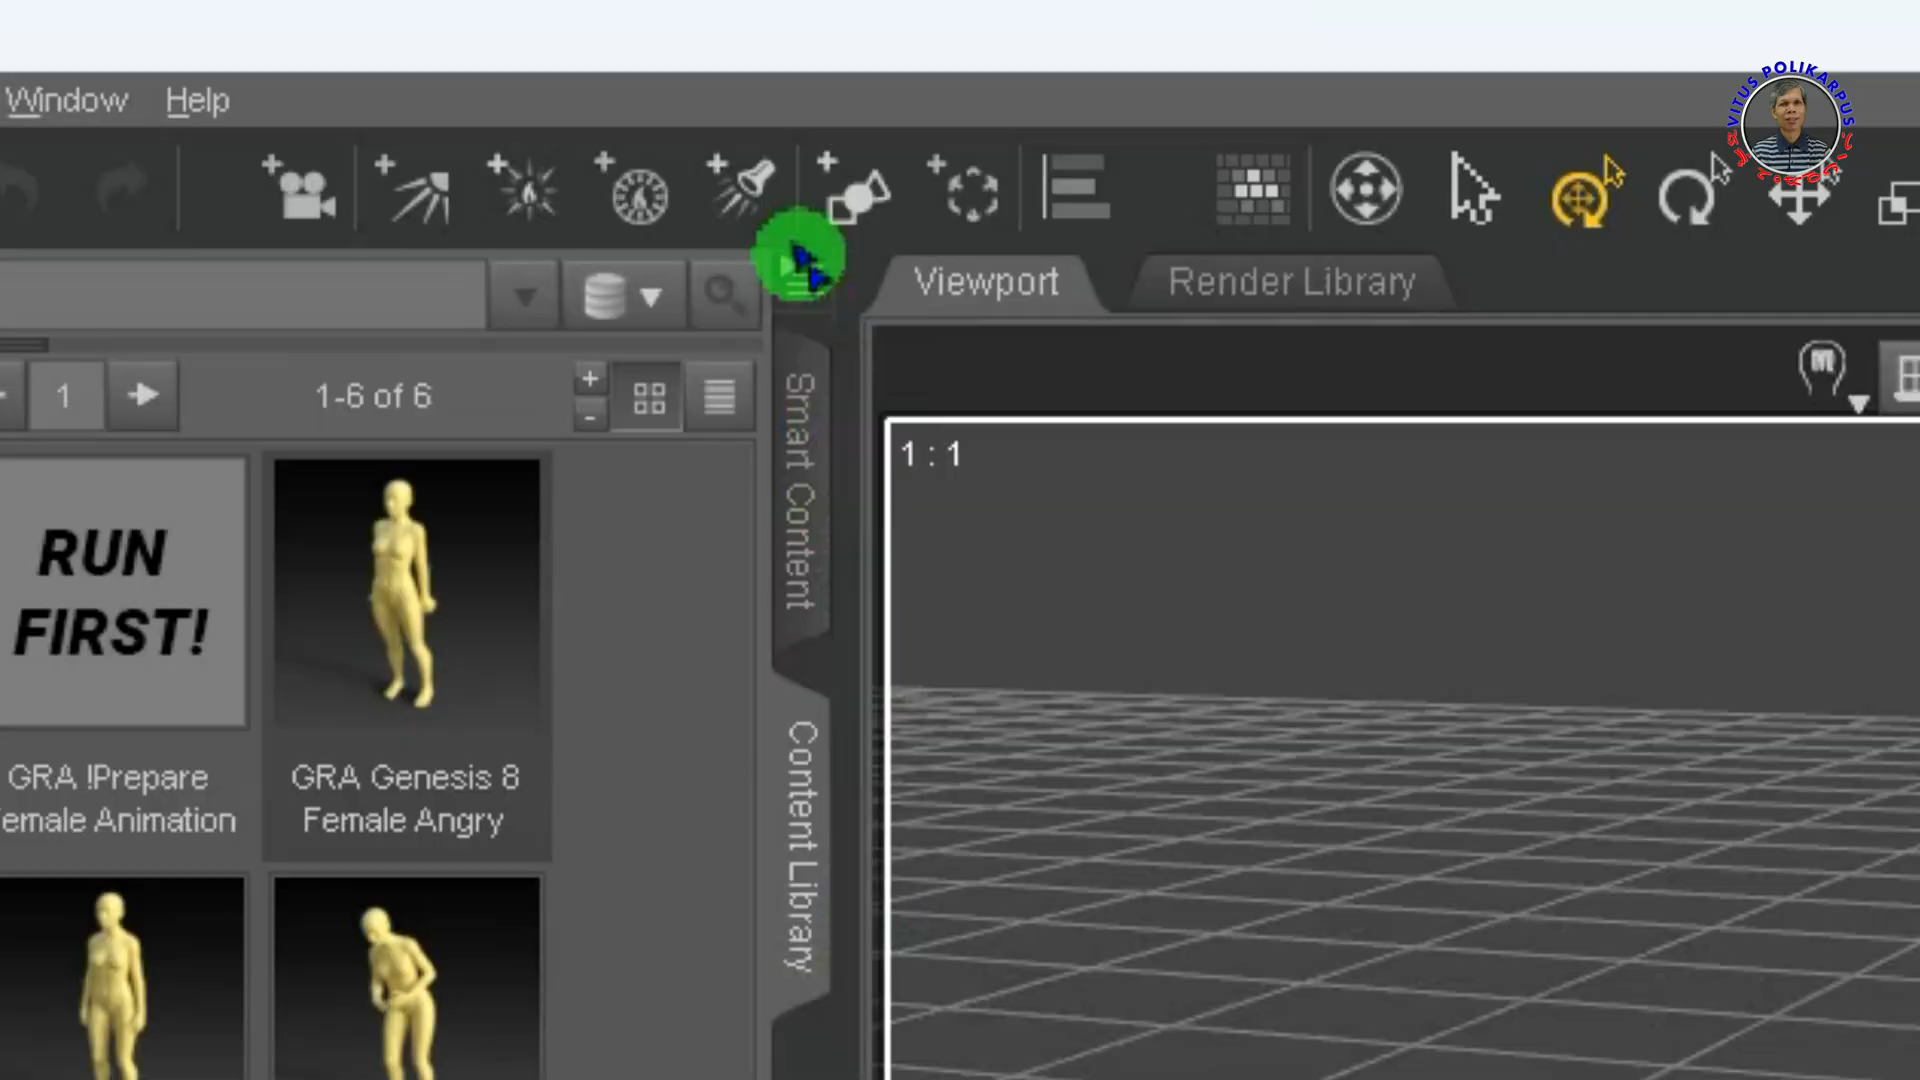 Window Help
VITUS POLIKARPUS
Viewport Render Library
1
1-6 of 6
+
-
Smart Content
1 : 1
RUN
FIRST!
GRA !Prepare
emale Animation
GRA Genesis 8
Female Angry
Content Library